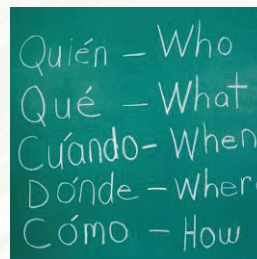 Quién – Who
Qué – What
Cuándo – When
Dónde – Wher
Cómo – How